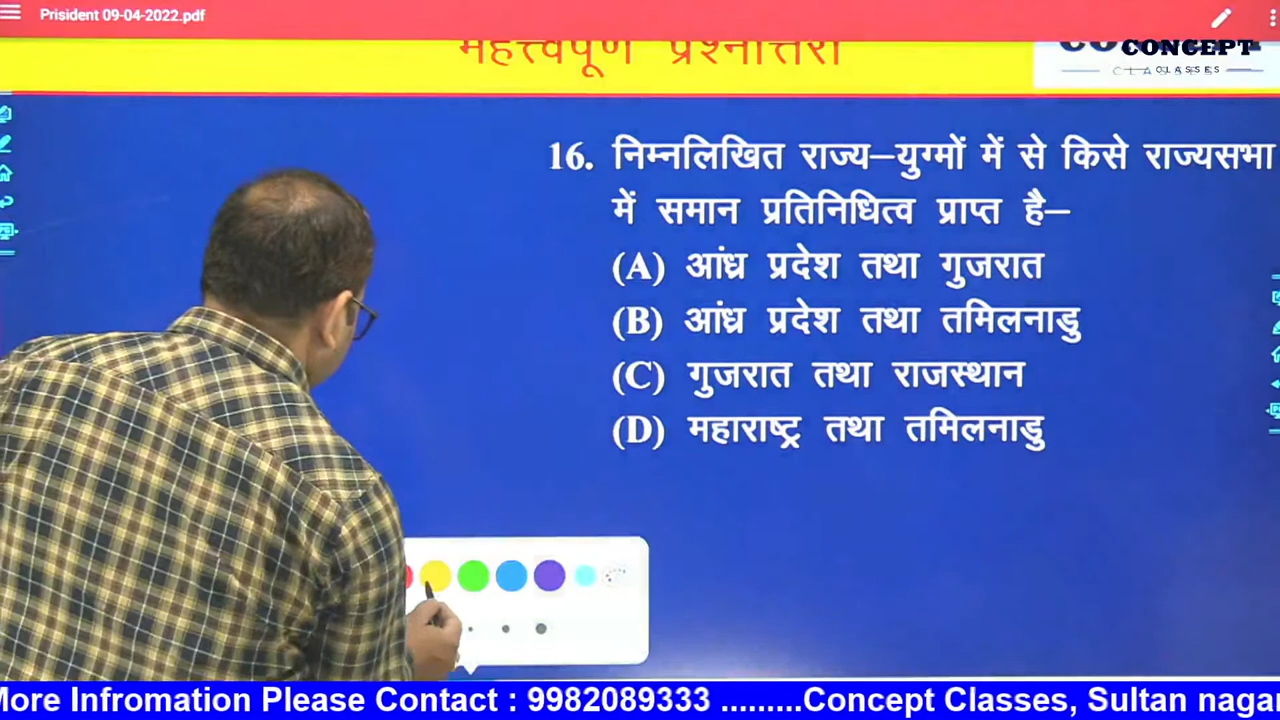 Prisident 09-04-2022.pdf
महत्त्वपूर्ण प्रश्नोत्तरी
CONCEPT
CLASSES
16. निम्नलिखित राज्य–युग्मों में से किसे राज्यसभा
में समान प्रतिनिधित्व प्राप्त है–
(A) आंध्र प्रदेश तथा गुजरात
(B) आंध्र प्रदेश तथा तमिलनाडु
(C) गुजरात तथा राजस्थान
(D) महाराष्ट्र तथा तमिलनाडु
More Infromation Please Contact : 9982089333 .........Concept Classes, Sultan nagar